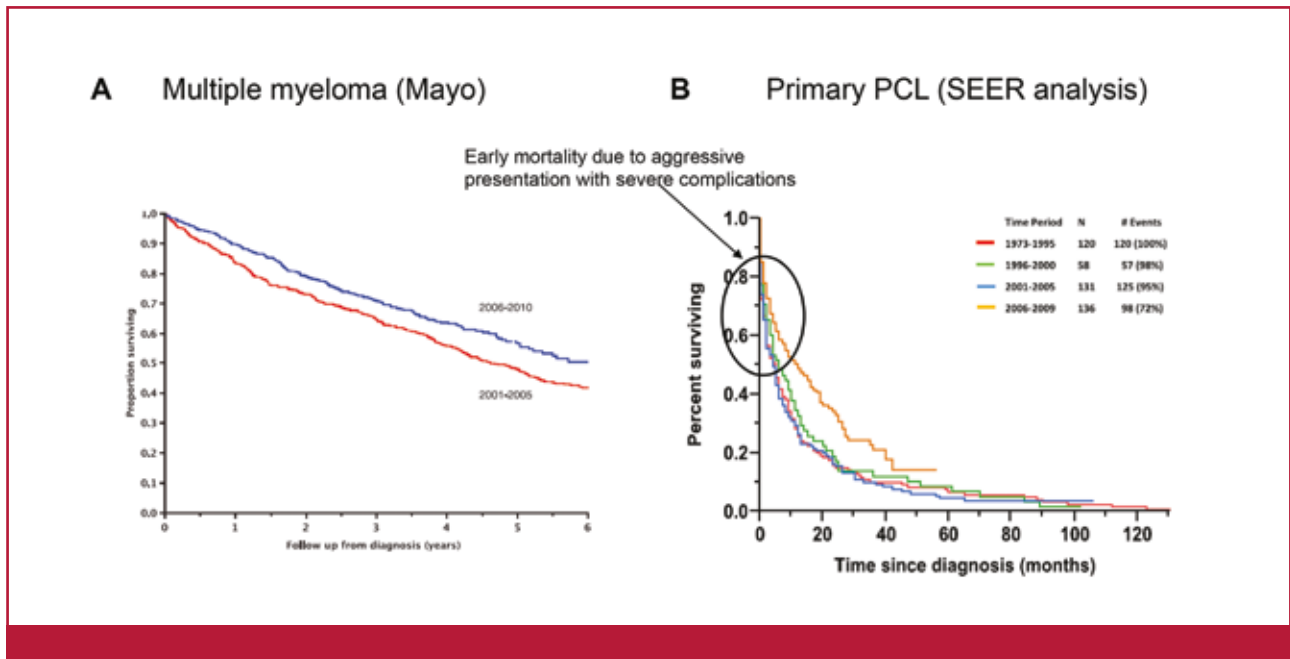 A Multiple myeloma (Mayo)
B Primary PCL (SEER analysis)
Early mortality due to aggressive
presentation with severe complications
Proportion surviving
1,0
0.9
0.8
0.7
0.6
0.5
0.4
0.3
0.2
0.1
0.0
2006-2010
2001-2005
0 1 2 3 4 5 6
Follow up from diagnosis (years)
Percent surviving
1.0
0.8
0.6
0.4
0.2
0.0
Time Period N # Events
1973-1995 120 120 (100%)
1996-2000 58 57 (98%)
2001-2005 131 125 (95%)
2006-2009 136 98 (72%)
0 20 40 60 80 100 120
Time since diagnosis (months)